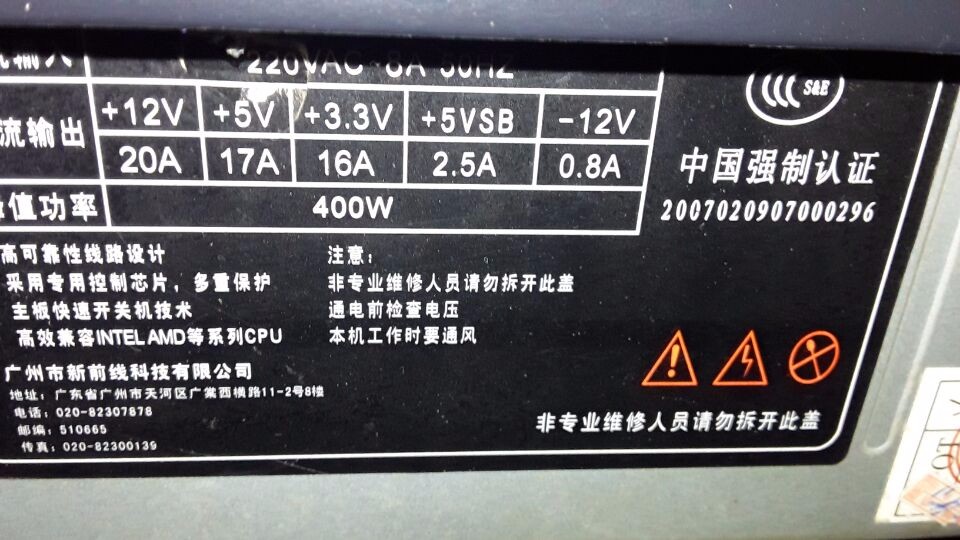 220VAC 8A 50HZ
流输出 +12V +5V +3.3V +5VSB -12V
20A 17A 16A 2.5A 0.8A
值功率 400W
S&E
中国强制认证
2007020907000296
高可靠性线路设计
采用专用控制芯片，多重保护
主板快速开关机技术
高效兼容INTELAMD等系列CPU
注意：
非专业维修人员请勿拆开此盖
通电前检查电压
本机工作时要通风
广州市新前线科技有限公司
地址：广东省广州市天河区广棠西横路11-2号8楼
电话：020-82307878
邮编：510665
传真：020-82300139
非专业维修人员请勿拆开此盖